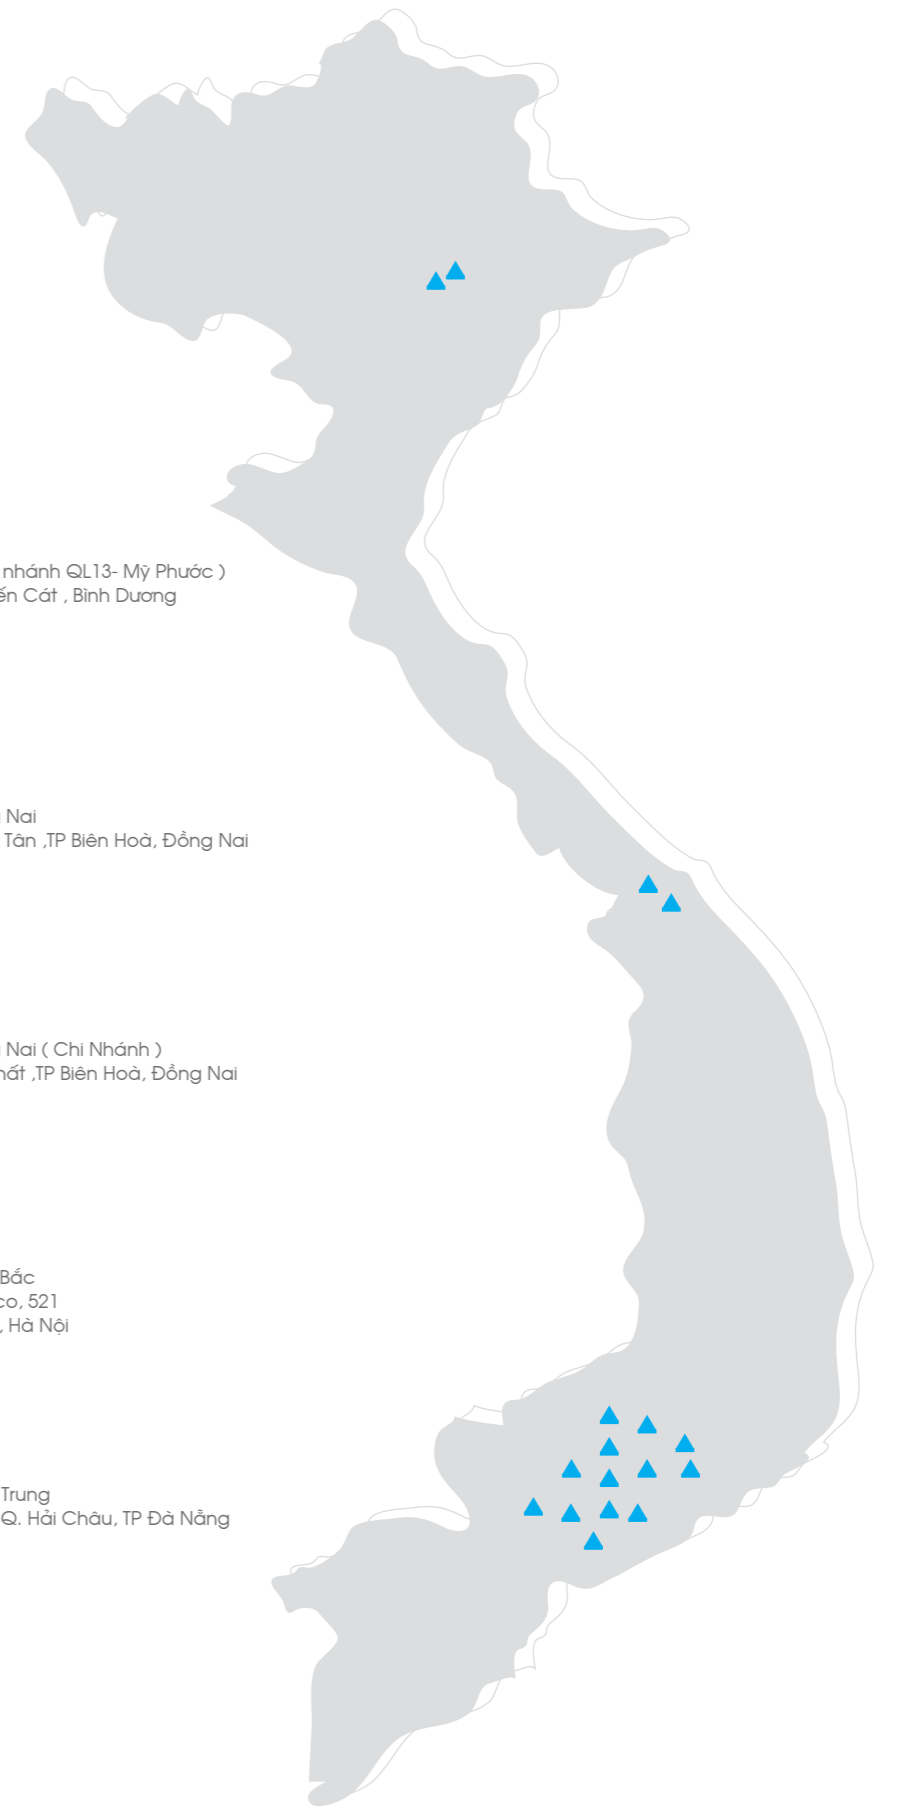 nhánh QL13- Mỹ Phước )
ến Cát , Bình Dương
Nai
Tân ,TP Biên Hoà, Đồng Nai
Nai ( Chi Nhánh )
hất ,TP Biên Hoà, Đồng Nai
Bắc
co, 521
, Hà Nội
Trung
Q. Hải Châu, TP Đà Nẵng